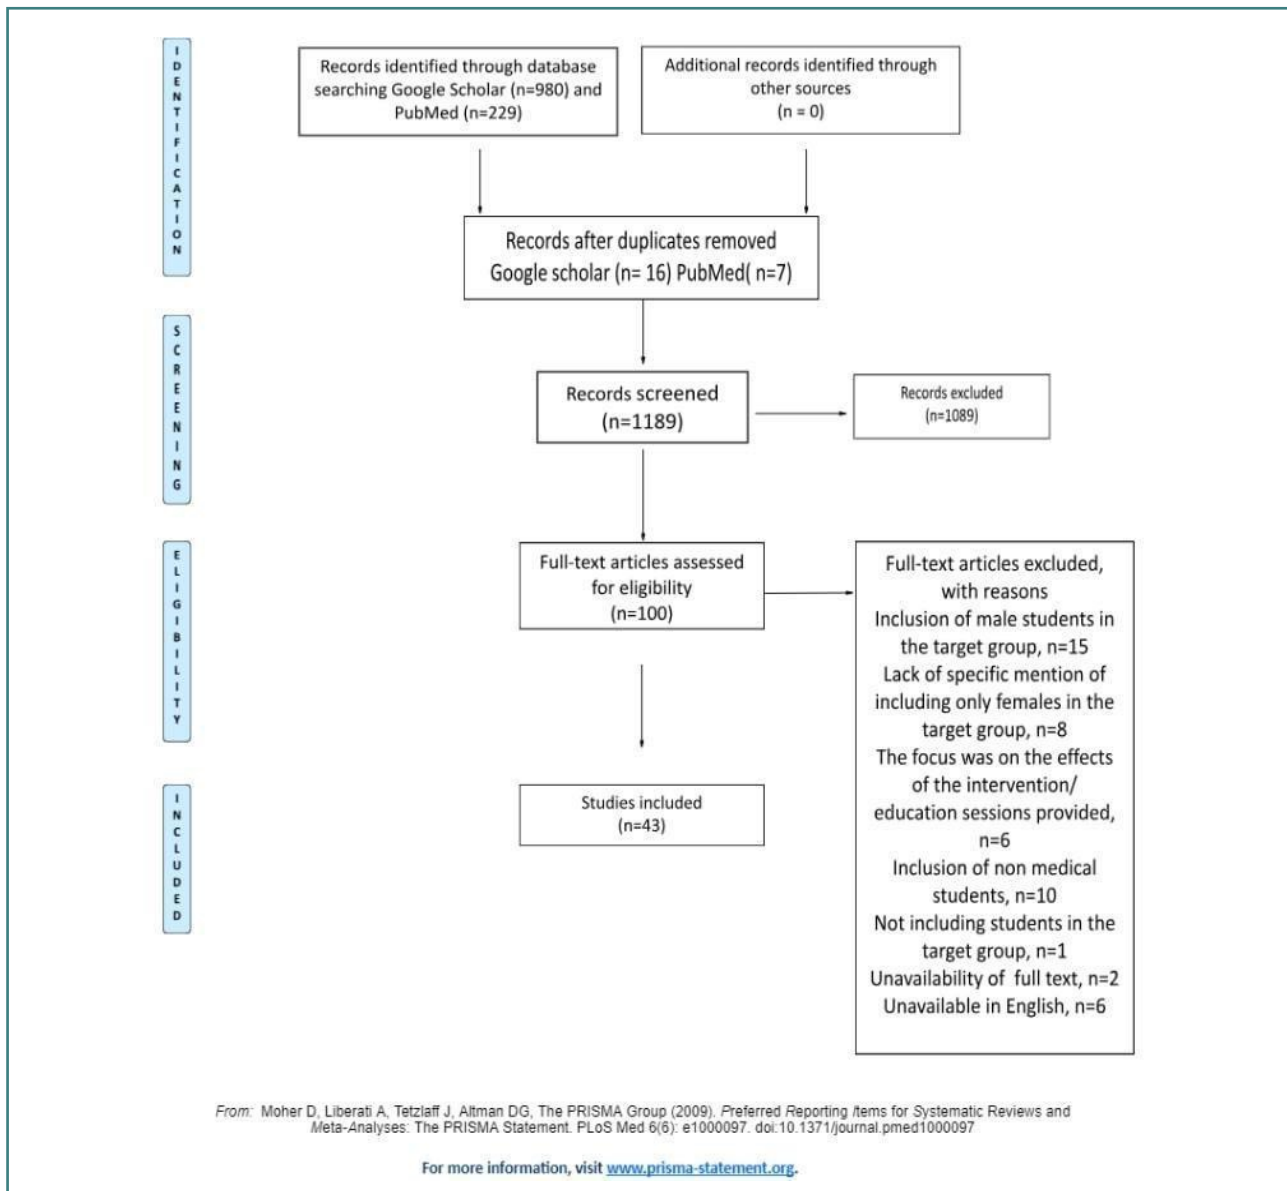 IDENTIFICATION
Records identified through database
searching Google Scholar (n=980) and
PubMed (n=229)
Additional records identified through
other sources
(n = 0)
Records after duplicates removed
Google scholar (n= 16) PubMed( n=7)
SCREENING
Records screened
(n=1189)
Records excluded
(n=1089)
ELIGIBILITY
Full-text articles assessed
for eligibility
(n=100)
Full-text articles excluded,
with reasons
Inclusion of male students in
the target group, n=15
Lack of specific mention of
including only females in the
target group, n=8
The focus was on the effects
of the intervention/
education sessions provided,
n=6
Inclusion of non medical
students, n=10
Not including students in the
target group, n=1
Unavailability of full text, n=2
Unavailable in English, n=6
INCLUDED
Studies included
(n=43)
From: Moher D, Liberati A, Tetzlaff J, Altman DG, The PRISMA Group (2009). Preferred Reporting Items for Systematic Reviews and
Meta-Analyses: The PRISMA Statement. PLoS Med 6(6): e1000097. doi:10.1371/journal.pmed1000097
For more information, visit www.prisma-statement.org.